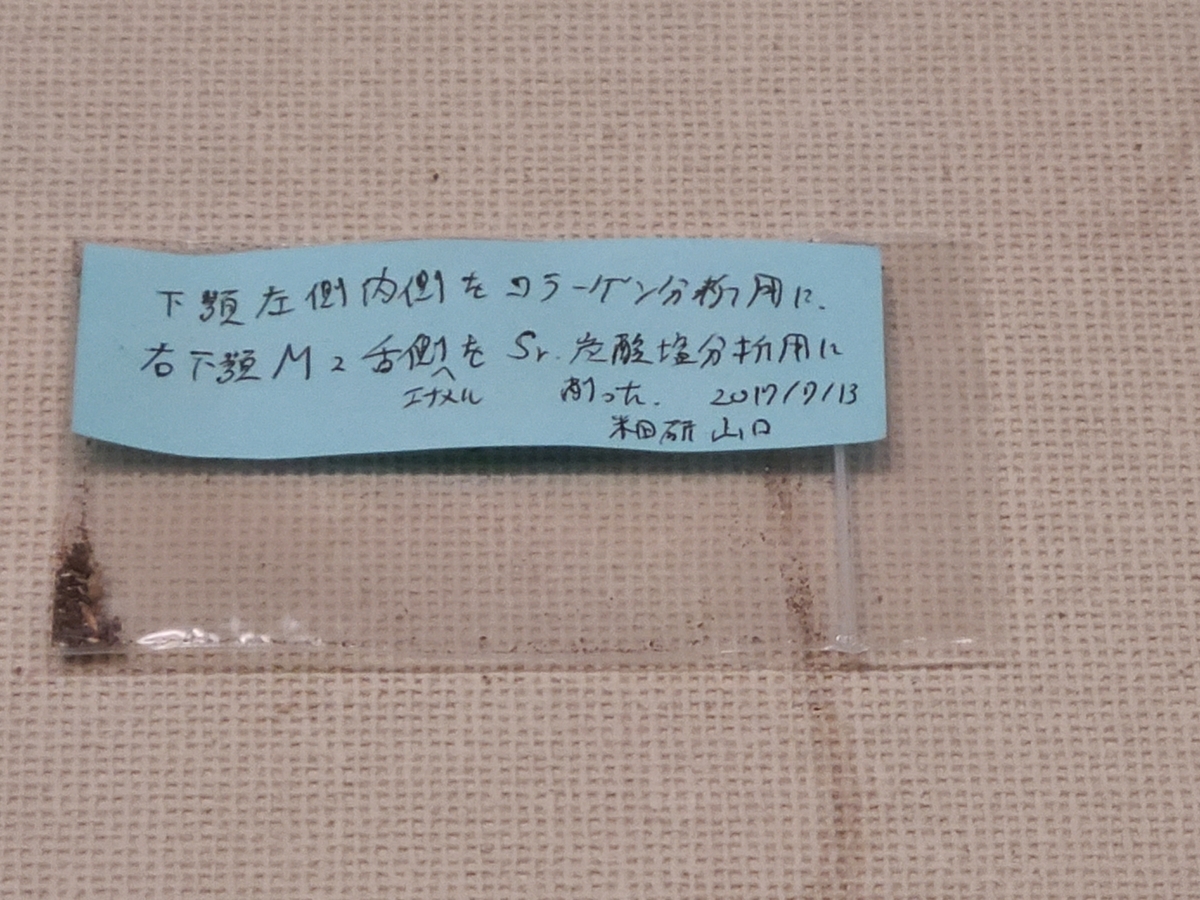 下顎左側内側をコラーゲン分析用に.
右下顎M2舌側をSr.炭酸塩分析用に
エナメル 削った. 2017/7/13
米田研 山口